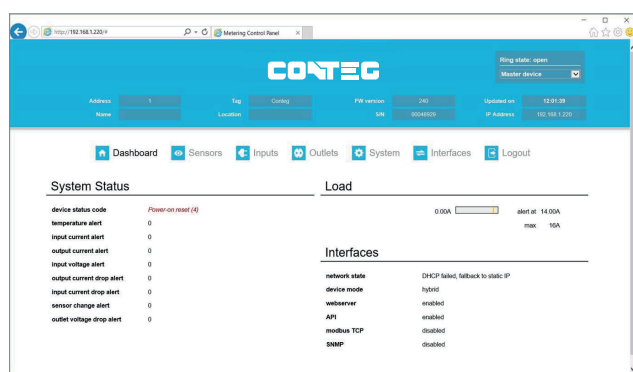 http://192.168.1.220/#
Metering Control Panel
CONTEG
Ring state: open
Master device
Address 1 Tag Conteg FW version 240 Updated on 12:01:39
Name Location S/N 00046929 IP Address 192.168.1.220
Dashboard Sensors Inputs Outlets System Interfaces Logout
System Status
device status code Power-on reset (4)
temperature alert 0
input current alert 0
output current alert 0
input voltage alert 0
output current drop alert 0
input current drop alert 0
sensor change alert 0
outlet voltage drop alert 0
Load
0.00A alert at 14.00A
max 16A
Interfaces
network state DHCP failed, fallback to static IP
device mode hybrid
webserver enabled
API enabled
modbus TCP disabled
SNMP disabled